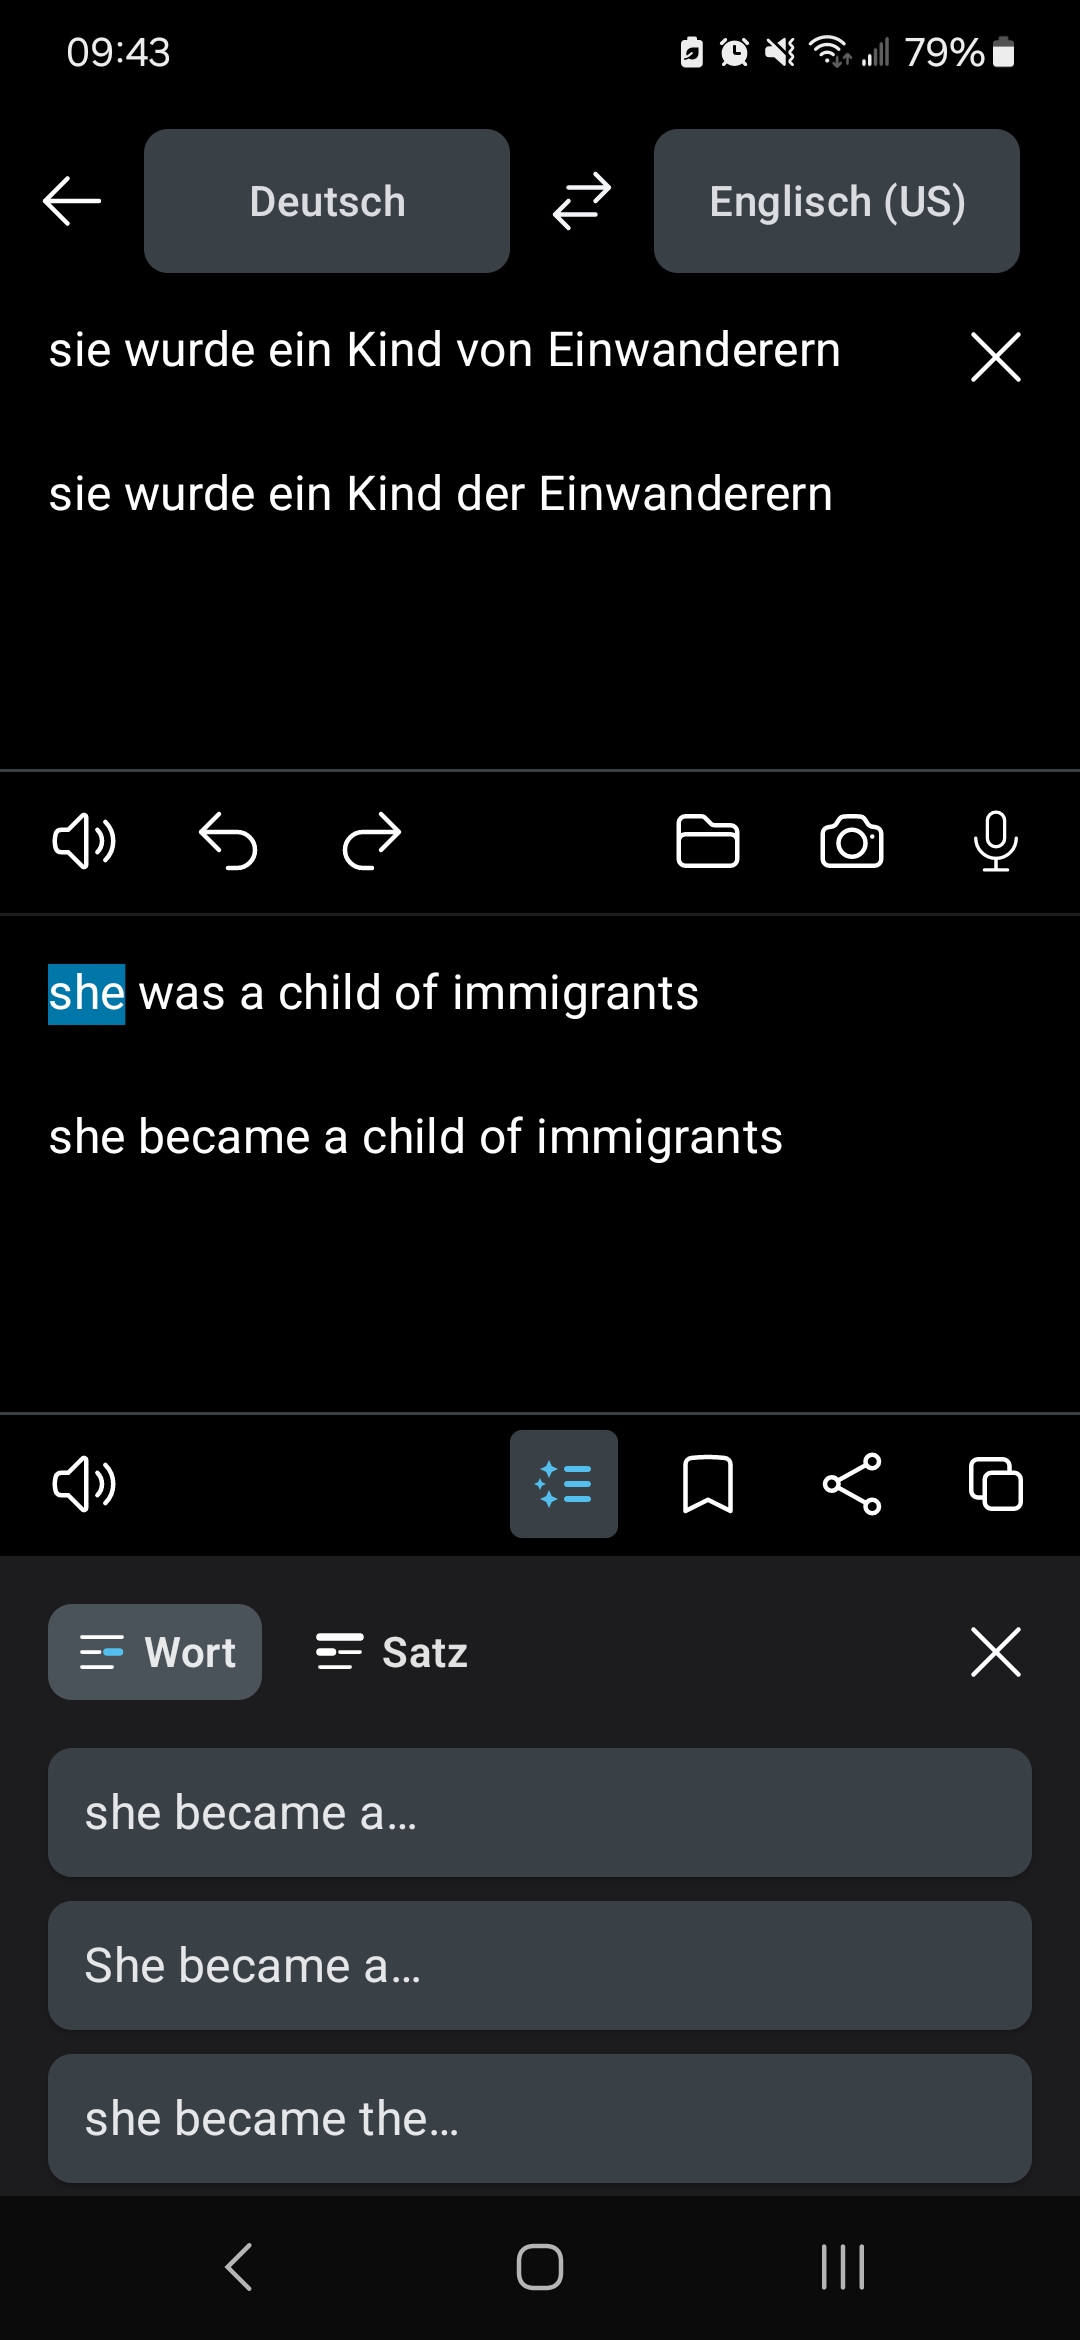 09:43
79%
Deutsch
Englisch (US)
sie wurde ein Kind von Einwanderern
sie wurde ein Kind der Einwanderern
she was a child of immigrants
she became a child of immigrants
Wort
Satz
she became a...
She became a...
she became the...